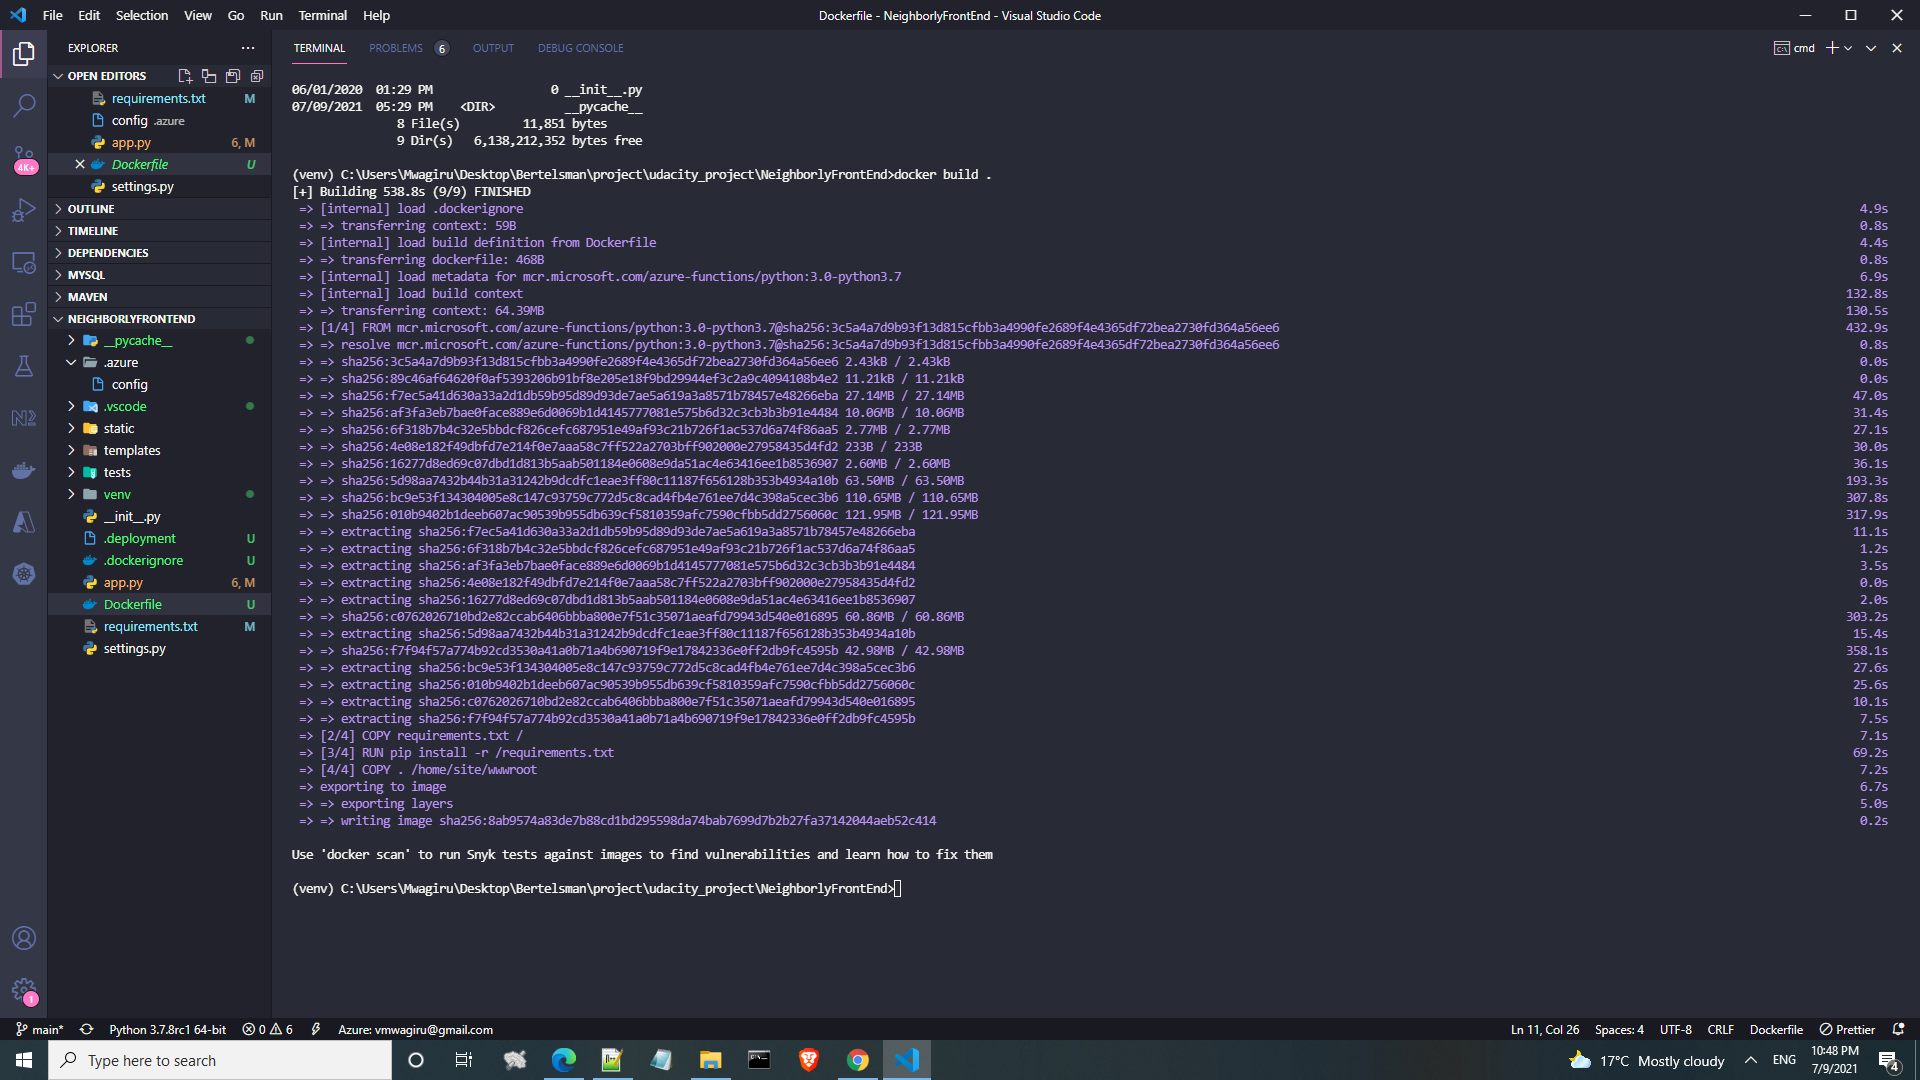 File Edit Selection View Go Run Terminal Help
Dockerfile - NeighborlyFrontEnd - Visual Studio Code
EXPLORER
OPEN EDITORS
requirements.txt M
config .azure
app.py 6, M
Dockerfile U
settings.py
OUTLINE
TIMELINE
DEPENDENCIES
MYSQL
MAVEN
NEIGHBORLYFRONTEND
__pycache__
.azure
config
.vscode
static
templates
tests
venv
__init__.py
.deployment U
.dockerignore U
app.py 6, M
Dockerfile U
requirements.txt M
settings.py
4K+
1
TERMINAL PROBLEMS 6 OUTPUT DEBUG CONSOLE
cmd
06/01/2020 01:29 PM 0 __init__.py
07/09/2021 05:29 PM <DIR> __pycache__
8 File(s) 11,851 bytes
9 Dir(s) 6,138,212,352 bytes free
(venv) C:\Users\Mwagiru\Desktop\Bertelsman\project\udacity_project\NeighborlyFrontEnd>docker build .
[+] Building 538.8s (9/9) FINISHED
=> [internal] load .dockerignore 4.9s
=> => transferring context: 59B 0.8s
=> [internal] load build definition from Dockerfile 4.4s
=> => transferring dockerfile: 468B 0.8s
=> [internal] load metadata for mcr.microsoft.com/azure-functions/python:3.0-python3.7 6.9s
=> [internal] load build context 132.8s
=> => transferring context: 64.39MB 130.5s
=> [1/4] FROM mcr.microsoft.com/azure-functions/python:3.0-python3.7@sha256:3c5a4a7d9b93f13d815cfbb3a4990fe2689f4e4365df72bea2730fd364a56ee6 432.9s
=> => resolve mcr.microsoft.com/azure-functions/python:3.0-python3.7@sha256:3c5a4a7d9b93f13d815cfbb3a4990fe2689f4e4365df72bea2730fd364a56ee6 0.8s
=> => sha256:3c5a4a7d9b93f13d815cfbb3a4990fe2689f4e4365df72bea2730fd364a56ee6 2.43kB / 2.43kB 0.0s
=> => sha256:89c46af64620f0af5393206b91bf8e205e18f9bd29944ef3c2a9c4094108b4e2 11.21kB / 11.21kB 0.0s
=> => sha256:f7ec5a41d630a33a2d1db59b95d89d93de7ae5a619a3a8571b78457e48266eba 27.14MB / 27.14MB 47.0s
=> => sha256:af3fa3eb7bae0face889e6d0069b1d4145777081e575b6d32c3cb3b3b91e4484 10.06MB / 10.06MB 31.4s
=> => sha256:6f318b7b4c32e5bbdcf826cefc687951e49af93c21b726f1ac537d6a74f86aa5 2.77MB / 2.77MB 27.1s
=> => sha256:4e08e182f49dbfd7e214f0e7aaa58c7ff522a2703bff902000e27958435d4fd2 233B / 233B 30.0s
=> => sha256:16277d8ed69c07dbd1d813b5aab501184e0608e9da51ac4e63416ee1b8536907 2.60MB / 2.60MB 36.1s
=> => sha256:5d98aa7432b44b31a31242b9dcdfc1eae3ff80c11187f656128b353b4934a10b 63.50MB / 63.50MB 193.3s
=> => sha256:bc9e53f134304005e8c147c93759c772d5c8cad4fb4e761ee7d4c398a5cec3b6 110.65MB / 110.65MB 307.8s
=> => sha256:010b9402b1deeb607ac90539b955db639cf5810359afc7590cfbb5dd2756060c 121.95MB / 121.95MB 317.9s
=> => extracting sha256:f7ec5a41d630a33a2d1db59b95d89d93de7ae5a619a3a8571b78457e48266eba 11.1s
=> => extracting sha256:6f318b7b4c32e5bbdcf826cefc687951e49af93c21b726f1ac537d6a74f86aa5 1.2s
=> => extracting sha256:af3fa3eb7bae0face889e6d0069b1d4145777081e575b6d32c3cb3b3b91e4484 3.5s
=> => extracting sha256:4e08e182f49dbfd7e214f0e7aaa58c7ff522a2703bff902000e27958435d4fd2 0.0s
=> => extracting sha256:16277d8ed69c07dbd1d813b5aab501184e0608e9da51ac4e63416ee1b8536907 2.0s
=> => sha256:c0762026710bd2e82ccab6406bbba800e7f51c35071aeafd79943d540e016895 60.86MB / 60.86MB 303.2s
=> => extracting sha256:5d98aa7432b44b31a31242b9dcdfc1eae3ff80c11187f656128b353b4934a10b 15.4s
=> => sha256:f7f94f57a774b92cd3530a41a0b71a4b690719f9e17842336e0ff2db9fc4595b 42.98MB / 42.98MB 358.1s
=> => extracting sha256:bc9e53f134304005e8c147c93759c772d5c8cad4fb4e761ee7d4c398a5cec3b6 27.6s
=> => extracting sha256:010b9402b1deeb607ac90539b955db639cf5810359afc7590cfbb5dd2756060c 25.6s
=> => extracting sha256:c0762026710bd2e82ccab6406bbba800e7f51c35071aeafd79943d540e016895 10.1s
=> => extracting sha256:f7f94f57a774b92cd3530a41a0b71a4b690719f9e17842336e0ff2db9fc4595b 7.5s
=> [2/4] COPY requirements.txt / 7.1s
=> [3/4] RUN pip install -r /requirements.txt 69.2s
=> [4/4] COPY . /home/site/wwwroot 7.2s
=> exporting to image 6.7s
=> => exporting layers 5.0s
=> => writing image sha256:8ab9574a83de7b88cd1bd295598da74bab7699d7b2b27fa37142044aeb52c414 0.2s
Use 'docker scan' to run Snyk tests against images to find vulnerabilities and learn how to fix them
(venv) C:\Users\Mwagiru\Desktop\Bertelsman\project\udacity_project\NeighborlyFrontEnd>
main* Python 3.7.8rc1 64-bit 0 6 Azure: vmwagiru@gmail.com Ln 11, Col 26 Spaces: 4 UTF-8 CRLF Dockerfile Prettier
Type here to search
17°C Mostly cloudy ENG
10:48 PM
7/9/2021
4